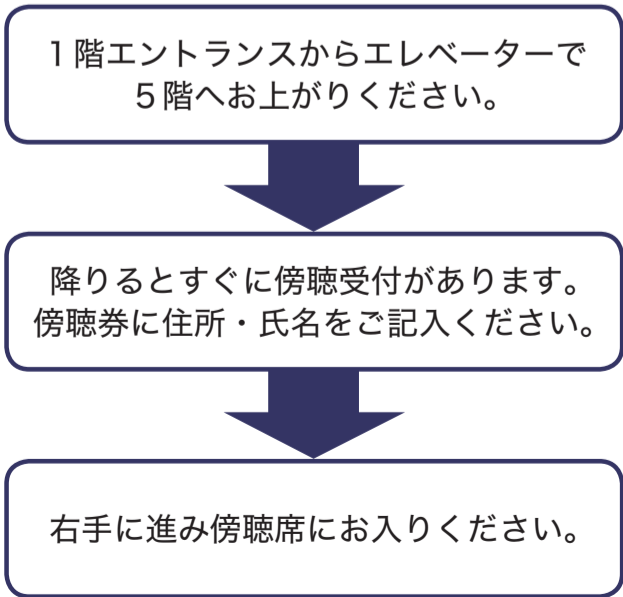 1階エントランスからエレベーターで
5階へお上がりください。
降りるとすぐに傍聴受付があります。
傍聴券に住所・氏名をご記入ください。
右手に進み傍聴席にお入りください。